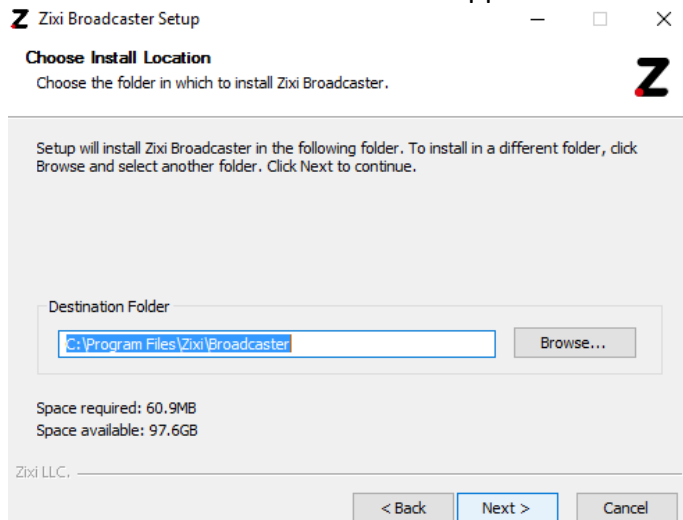 Zixi Broadcaster Setup
Choose Install Location
Choose the folder in which to install Zixi Broadcaster.
Z
Setup will install Zixi Broadcaster in the following folder. To install in a different folder, click
Browse and select another folder. Click Next to continue.
Destination Folder
C:\Program Files\Zixi\Broadcaster
Browse...
Space required: 60.9MB
Space available: 97.6GB
Zixi LLC.
< Back
Next >
Cancel